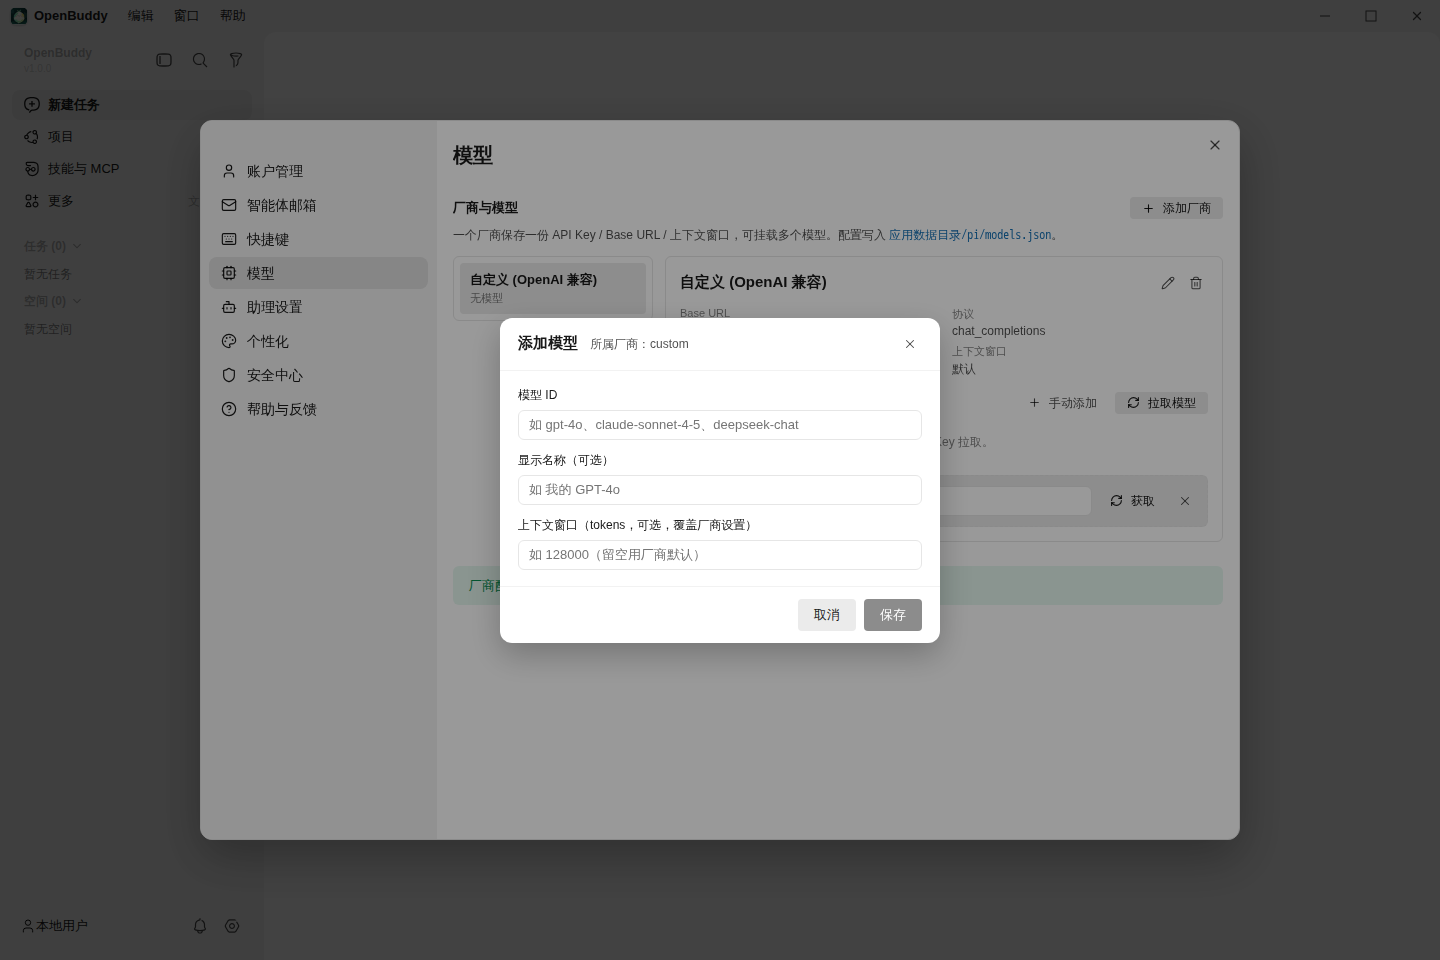 OpenBuddy 编辑 窗口 帮助
OpenBuddy
v1.9.0
新建任务
项目
技能与 MCP
更多 文
任务 (0)
暂无任务
空间 (0)
暂无空间
本地用户
账户管理
智能体邮箱
快捷键
模型
助理设置
个性化
安全中心
帮助与反馈
模型
厂商与模型
添加厂商
一个厂商保存一份 API Key / Base URL / 上下文窗口，可挂载多个模型。配置写入 应用数据目录/pi/models.json。
自定义 (OpenAI 兼容)
无模型
自定义 (OpenAI 兼容)
Base URL
协议
chat_completions
上下文窗口
默认
手动添加 拉取模型
Key 拉取。
获取
厂商
添加模型 所属厂商：custom
模型 ID
如 gpt-4o、claude-sonnet-4-5、deepseek-chat
显示名称（可选）
如 我的 GPT-4o
上下文窗口（tokens，可选，覆盖厂商设置）
如 128000（留空用厂商默认）
取消 保存